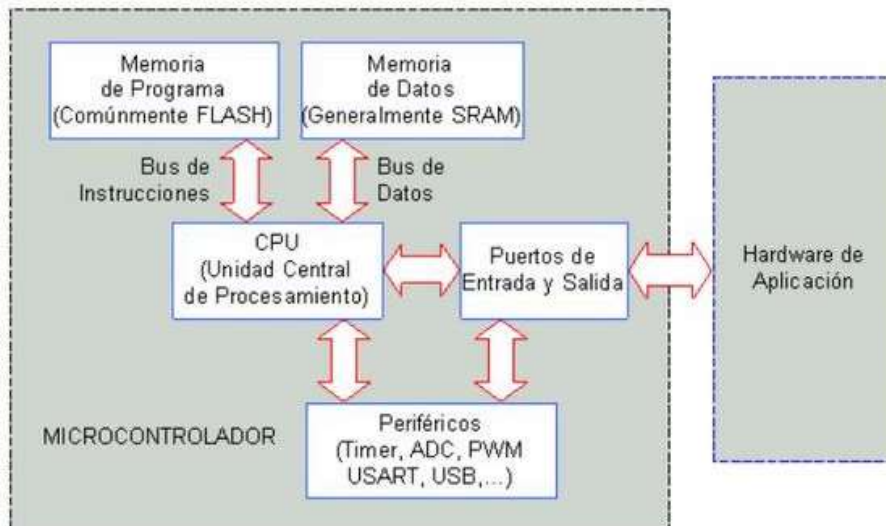 Memoria
de Programa
(Comúnmente FLASH)
Memoria
de Datos
(Generalmente SRAM)
Bus de
Instrucciones
Bus de
Datos
CPU
(Unidad Central
de Procesamiento)
Puertos de
Entrada y Salida
Hardware de
Aplicación
MICROCONTROLADOR
Periféricos
(Timer, ADC, PWM
USART, USB,...)